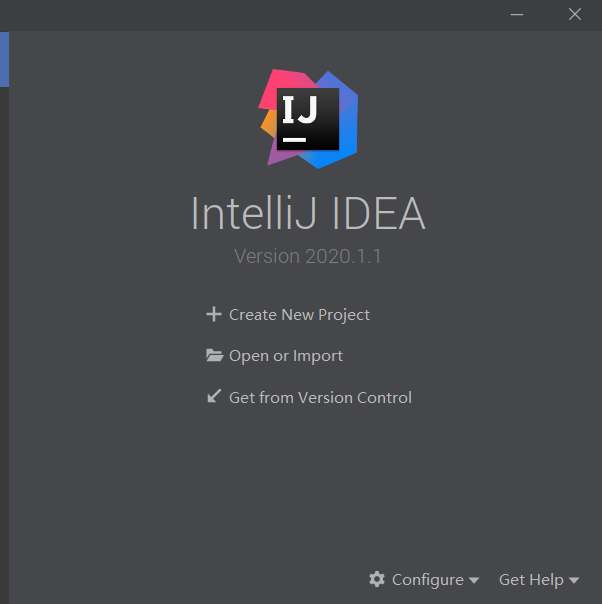 IJ
IntelliJ IDEA
Version 2020.1.1
Create New Project
Open or Import
Get from Version Control
Configure
Get Help